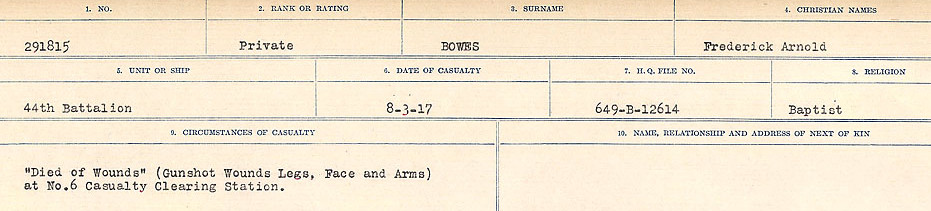 1. NO. 2. RANK OR RATING 3. SURNAME 4. CHRISTIAN NAMES
291815 Private BOWES Frederick Arnold
5. UNIT OR SHIP 6. DATE OF CASUALTY 7. H.Q. FILE NO. 8. RELIGION
44th Battalion 8-3-17 649-B-12614 Baptist
9. CIRCUMSTANCES OF CASUALTY 10. NAME, RELATIONSHIP AND ADDRESS OF NEXT OF KIN
"Died of Wounds" (Gunshot Wounds Legs, Face and Arms)
at No.6 Casualty Clearing Station.